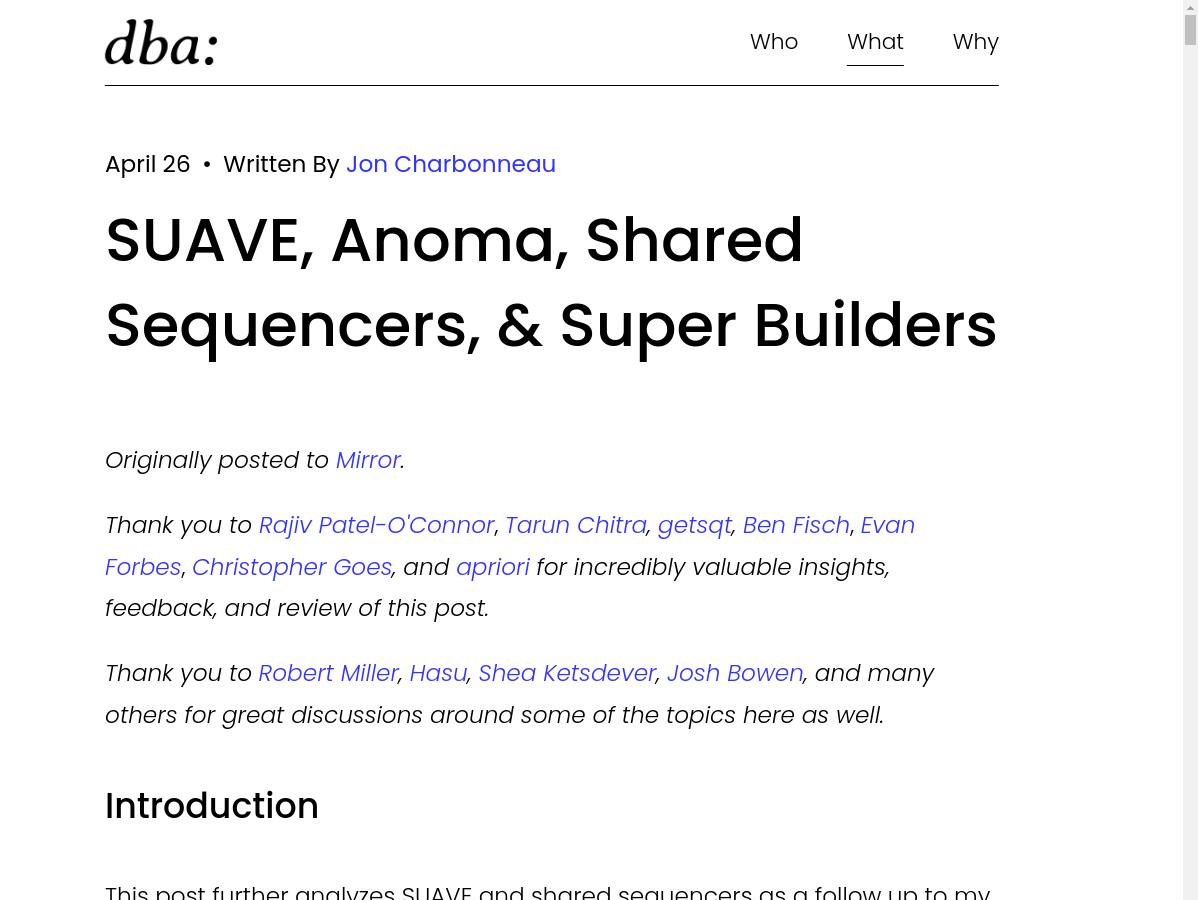 dba:
Who What Why
April 26 • Written By Jon Charbonneau
SUAVE, Anoma, Shared
Sequencers, & Super Builders
Originally posted to Mirror.
Thank you to Rajiv Patel-O'Connor, Tarun Chitra, getsqt, Ben Fisch, Evan
Forbes, Christopher Goes, and apriori for incredibly valuable insights,
feedback, and review of this post.
Thank you to Robert Miller, Hasu, Shea Ketsdever, Josh Bowen, and many
others for great discussions around some of the topics here as well.
Introduction
This post further analyzes SUAVE and shared sequencers as a follow up to my